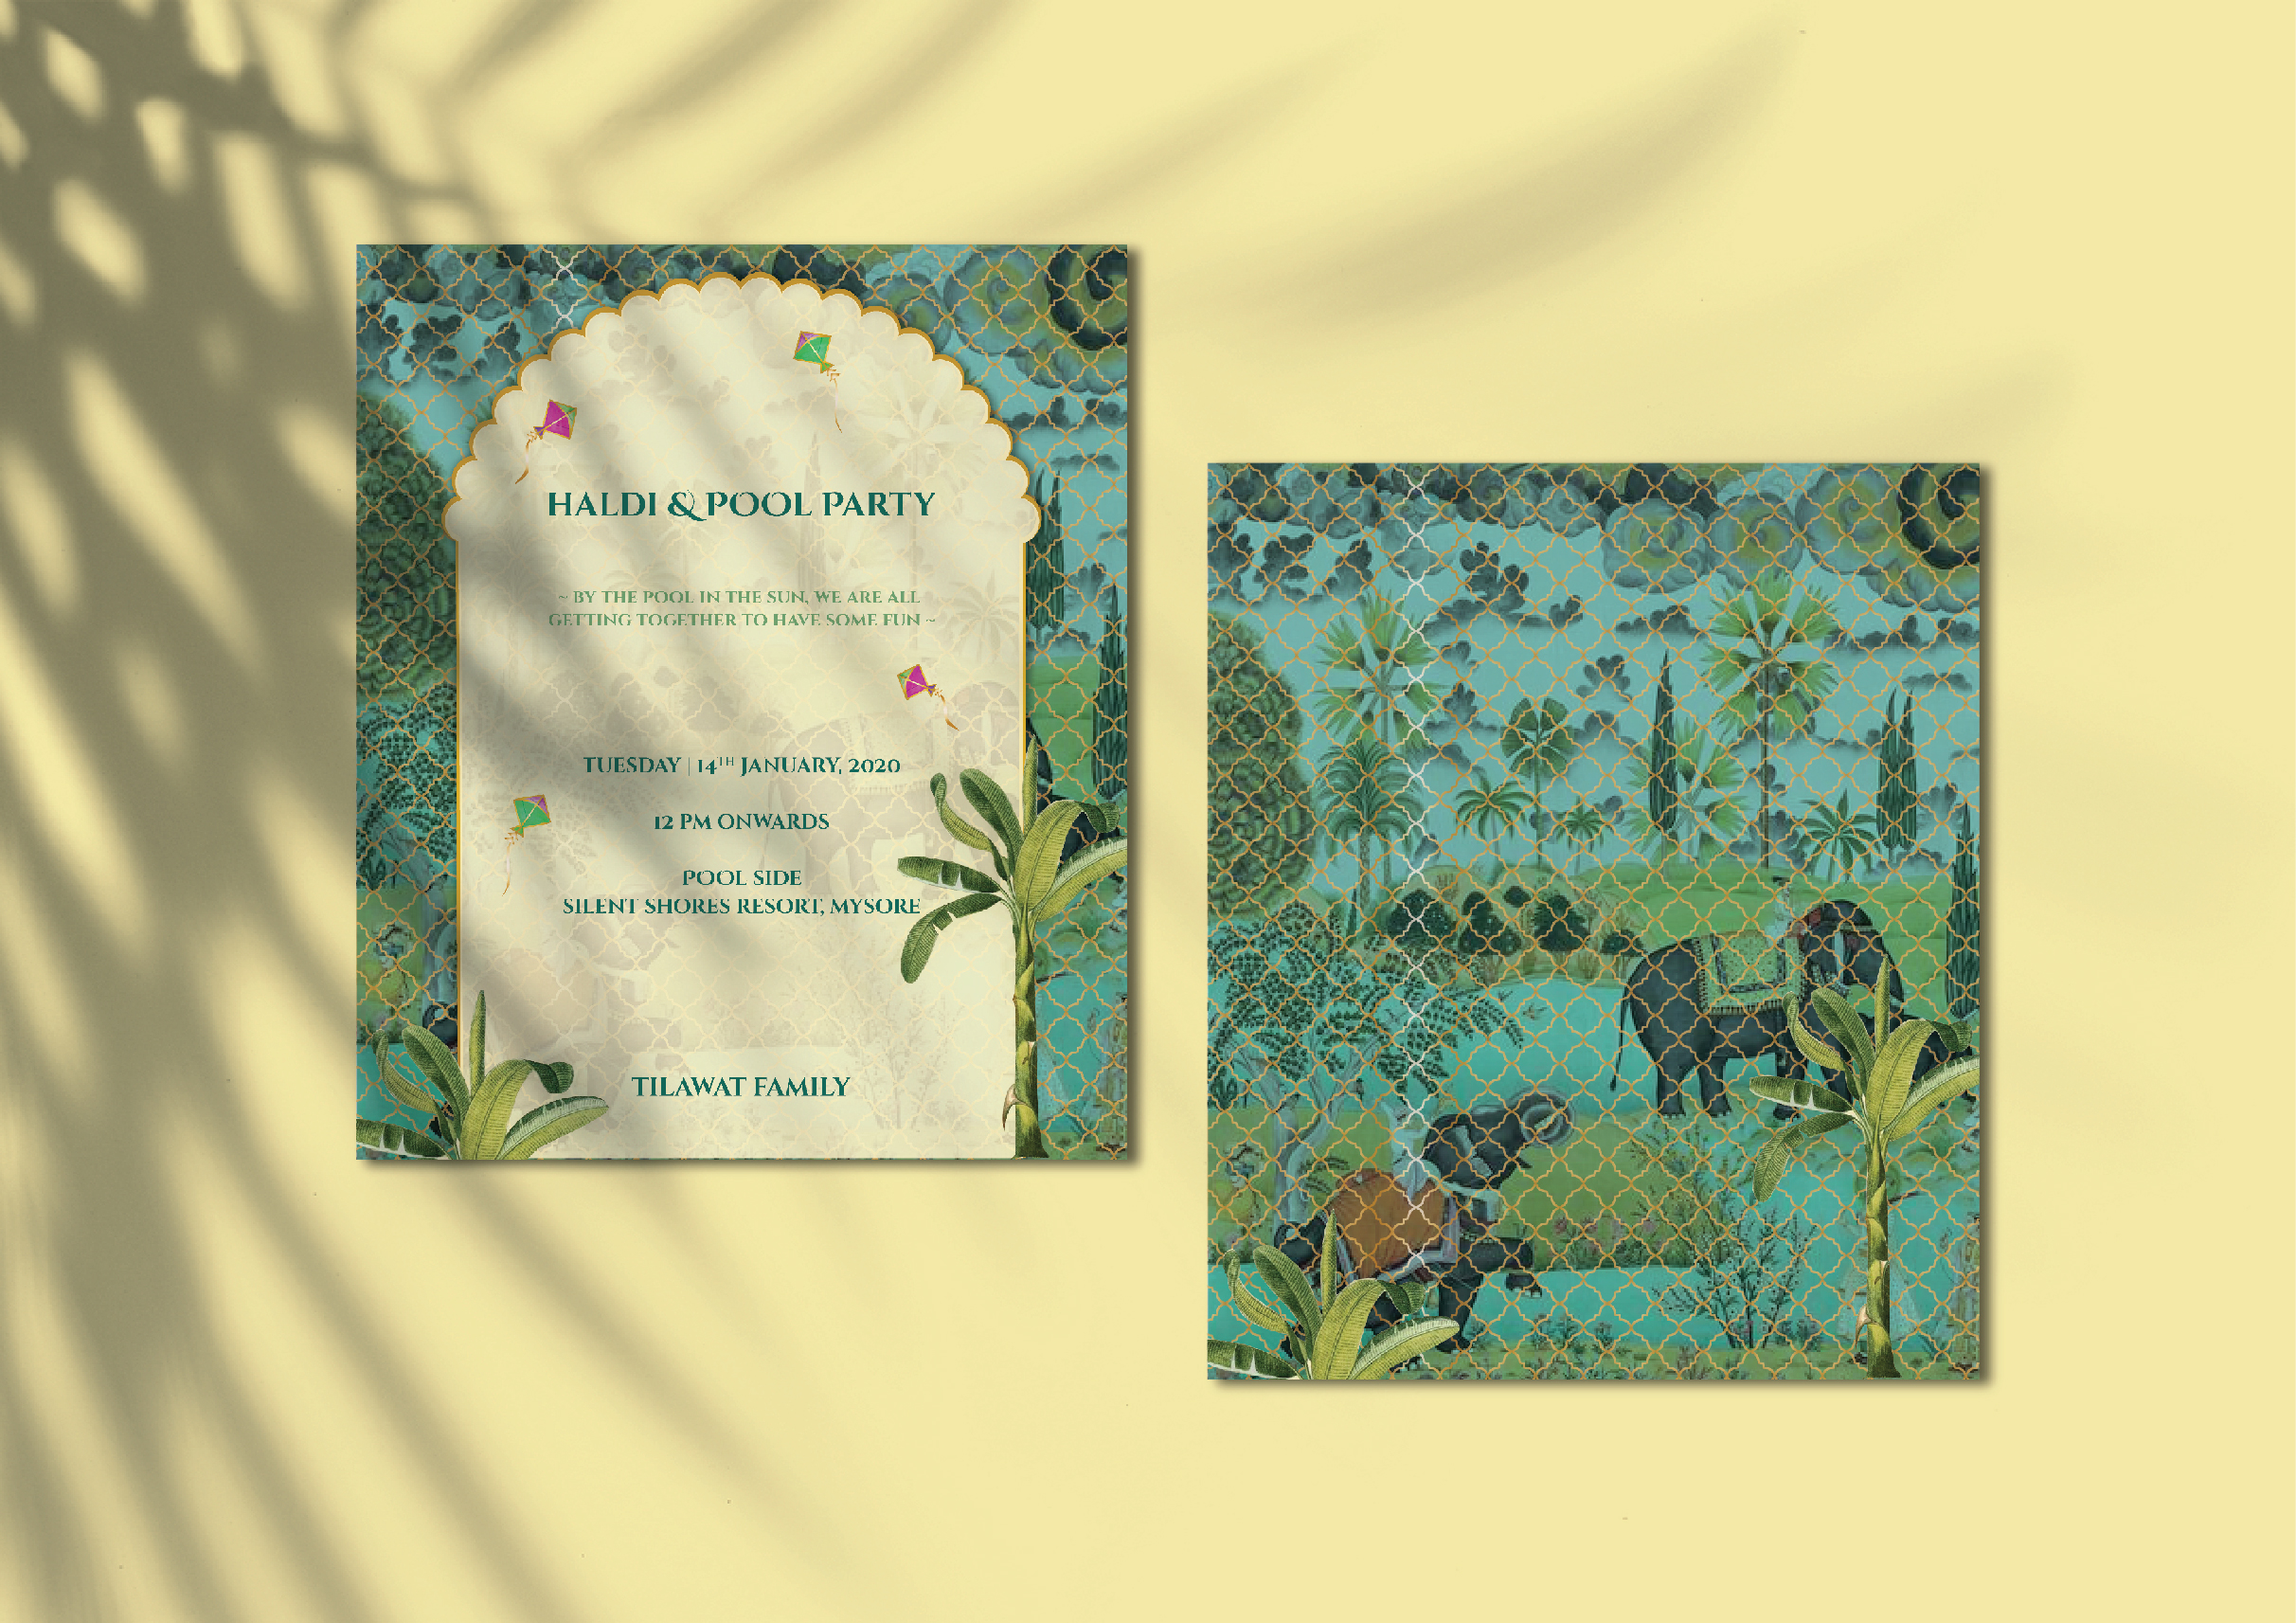 HALDI & POOL PARTY
~ BY THE POOL IN THE SUN, WE ARE ALL
GETTING TOGETHER TO HAVE SOME FUN ~
TUESDAY | 14TH JANUARY, 2020
12 PM ONWARDS
POOL SIDE
SILENT SHORES RESORT, MYSORE
TILAWAT FAMILY